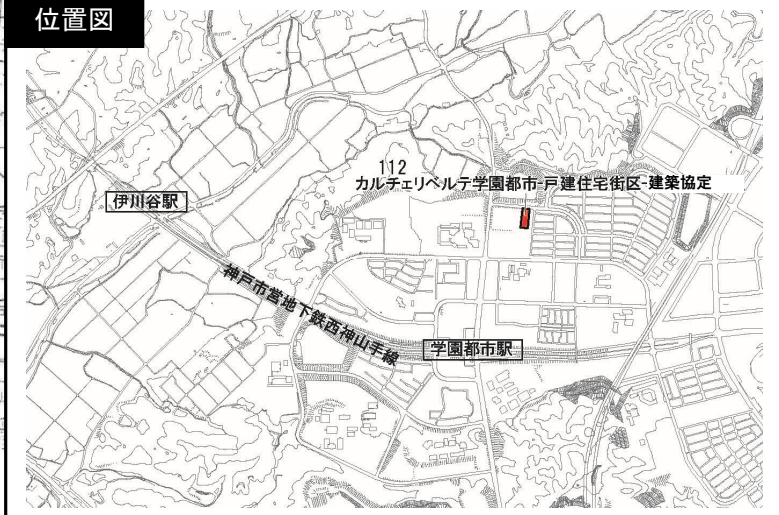 位置図
112
カルチェリベルテ学園都市-戸建住宅街区-建築協定
伊川谷駅
神戸市営地下鉄西神山手線
学園都市駅